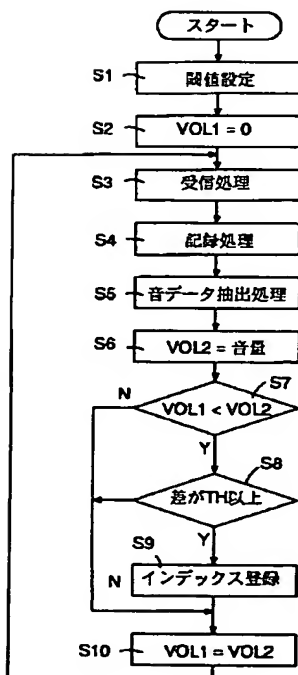 スタート
S1
閾値設定
S2
VOL1 = 0
S3
受信処理
S4
記録処理
S5
音データ抽出処理
S6
VOL2 = 音量
S7
N
VOL1 < VOL2
Y
S8
差がTH以上
Y
S9
N
インデックス登録
S10
VOL1 = VOL2